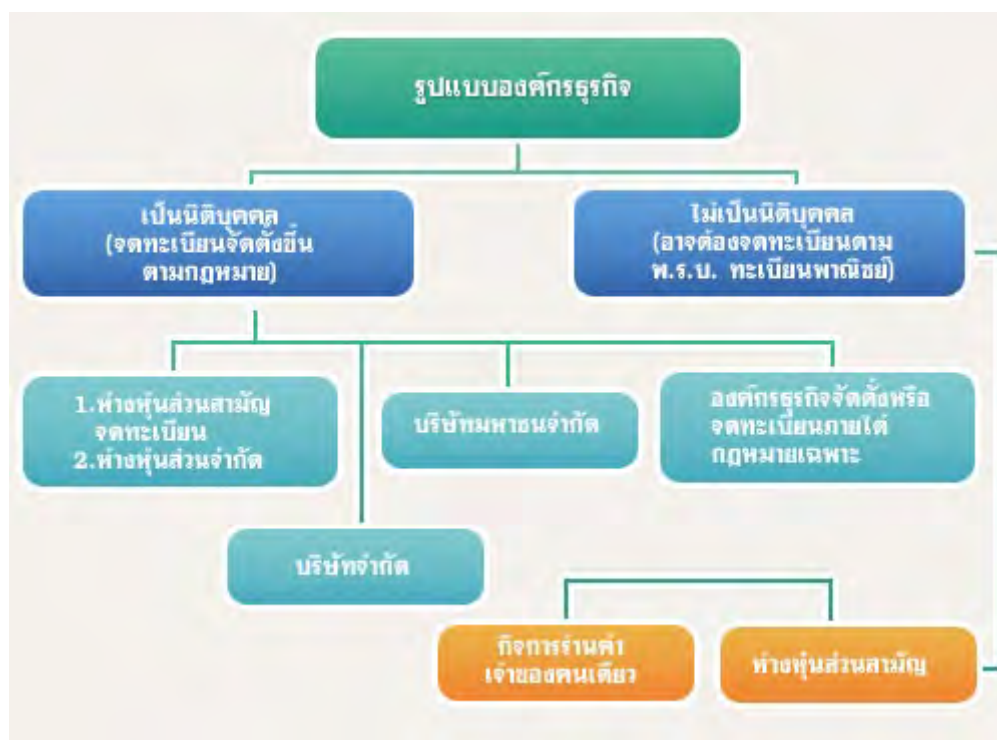 รูปแบบองค์กรธุรกิจ
เป็นนิติบุคคล
(จดทะเบียนจัดตั้งขึ้น
ตามกฎหมาย)
ไม่เป็นนิติบุคคล
(อาจต้องจดทะเบียนตาม
พ.ร.บ. ทะเบียนพาณิชย์)
1.ห้างหุ้นส่วนสามัญ
จดทะเบียน
2.ห้างหุ้นส่วนจำกัด
บริษัทมหาชนจำกัด
องค์กรธุรกิจจัดตั้งหรือ
จดทะเบียนภายใต้
กฎหมายเฉพาะ
บริษัทจำกัด
กิจการร้านค้า
เจ้าของคนเดียว
ห้างหุ้นส่วนสามัญ